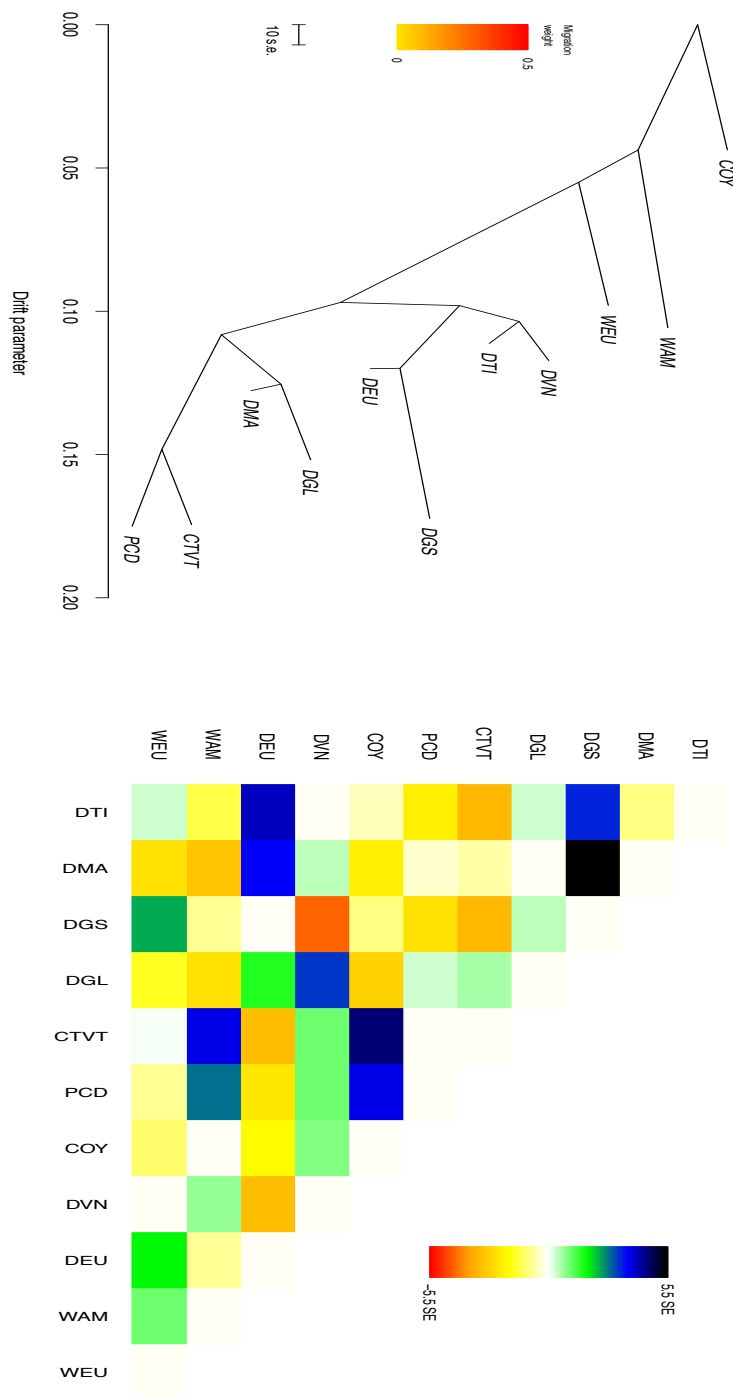 0.00
0.05
0.10
0.15
0.20
Drift parameter
10 s.e.
0
0.5
Migration
weight
COY
WAM
WEU
DVN
DTI
DEU
DGS
DGL
DMA
CTVT
PCD
WEU
WAM
DEU
DVN
COY
PCD
CTVT
DGL
DGS
DMA
DTI
DTI
DMA
DGS
DGL
CTVT
PCD
COY
DVN
DEU
WAM
WEU
-5.5 SE
5.5 SE